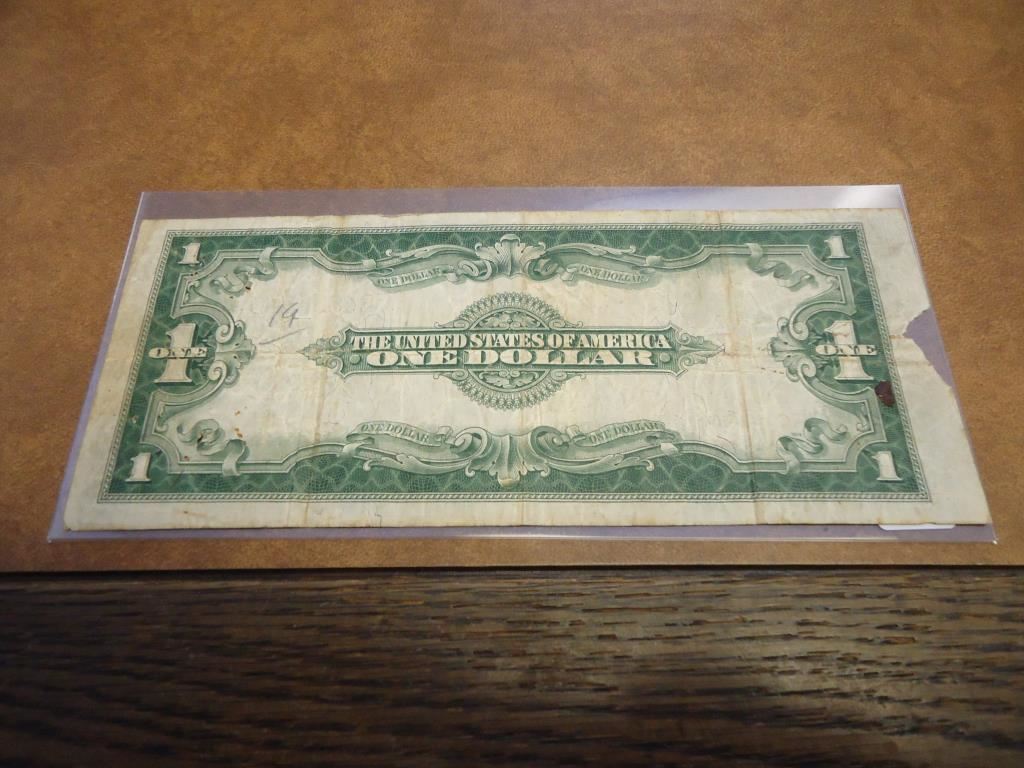 1 1
ONE DOLLAR ONE DOLLAR
19
THE UNITED STATES OF AMERICA
ONE ONE DOLLAR ONE
1 1
ONE DOLLAR ONE DOLLAR
1 1